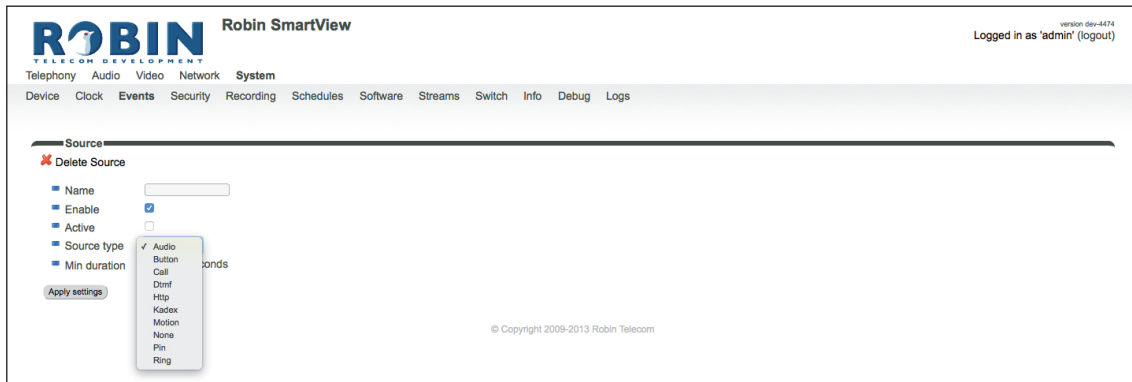 ROBIN
TELECOM DEVELOPMENT
Robin SmartView
version dev-4474
Logged in as 'admin' (logout)
Telephony Audio Video Network System
Device Clock Events Security Recording Schedules Software Streams Switch Info Debug Logs
Source
Delete Source
Name
Enable
Active
Source type ✓ Audio
Button
Min duration conds
Call
Dtmf
Apply settings
Http
Kadex
Motion
None
Pin
Ring
© Copyright 2009-2013 Robin Telecom